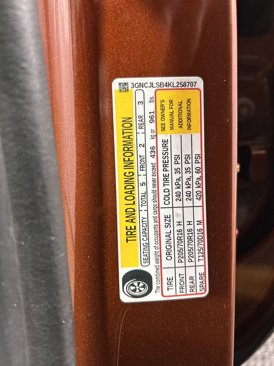 3GNCJLSB4KL258707
TIRE AND LOADING INFORMATION
SEATING CAPACITY TOTAL 5 FRONT 2 REAR 3
The combined weight of occupants and cargo should never exceed 436 kg or 961 lbs.
TIRE ORIGINAL SIZE COLD TIRE PRESSURE
FRONT P205/70R16 H 240 kPa, 35 PSI
REAR P205/70R16 H 240 kPa, 35 PSI
SPARE T125/70D16 M 420 kPa, 60 PSI
SEE OWNER'S
MANUAL FOR
ADDITIONAL
INFORMATION